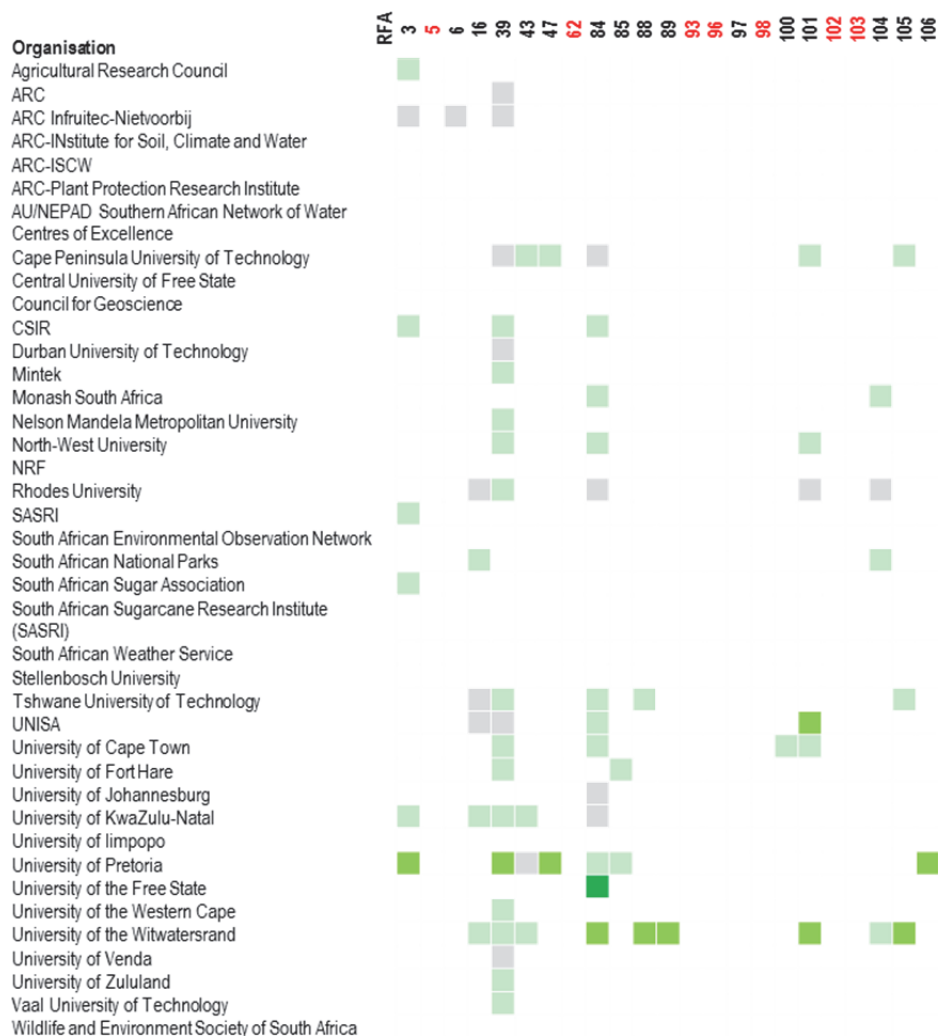 RFA 3 5 6 16 39 43 47 62 84 85 88 89 93 96 97 98 100 101 102 103 104 105 106
Organisation
Agricultural Research Council
ARC
ARC Infruitec-Nietvoorbij
ARC-INstitute for Soil, Climate and Water
ARC-ISCW
ARC-Plant Protection Research Institute
AU/NEPAD Southern African Network of Water
Centres of Excellence
Cape Peninsula University of Technology
Central University of Free State
Council for Geoscience
CSIR
Durban University of Technology
Mintek
Monash South Africa
Nelson Mandela Metropolitan University
North-West University
NRF
Rhodes University
SASRI
South African Environmental Observation Network
South African National Parks
South African Sugar Association
South African Sugarcane Research Institute
(SASRI)
South African Weather Service
Stellenbosch University
Tshwane University of Technology
UNISA
University of Cape Town
University of Fort Hare
University of Johannesburg
University of KwaZulu-Natal
University of limpopo
University of Pretoria
University of the Free State
University of the Western Cape
University of the Witwatersrand
University of Venda
University of Zululand
Vaal University of Technology
Wildlife and Environment Society of South Africa